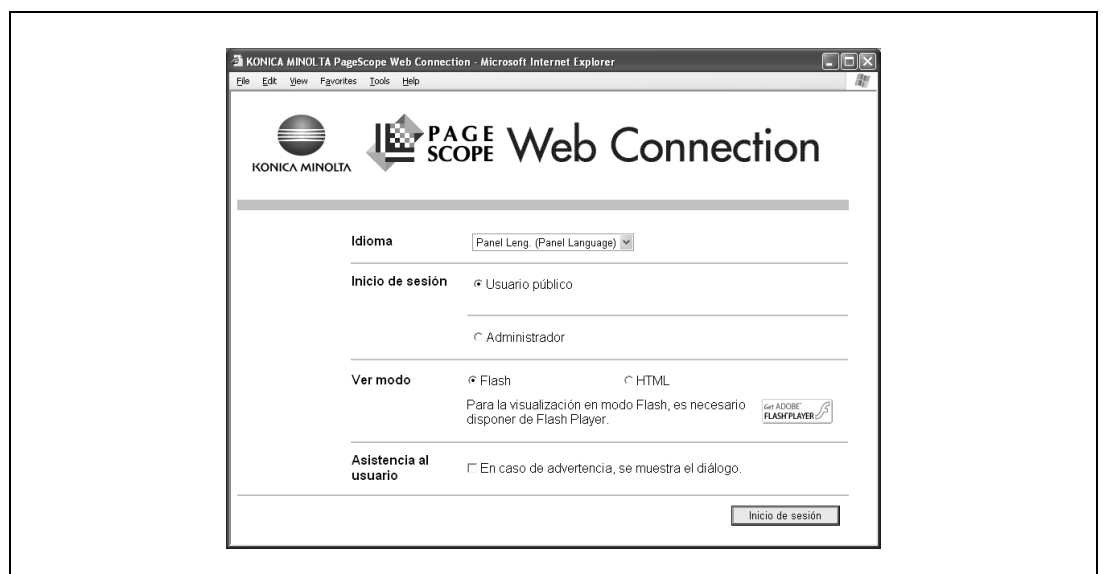 KONICA MINOLTA PageScope Web Connection - Microsoft Internet Explorer
File Edit View Favorites Tools Help
KONICA MINOLTA
PAGE SCOPE Web Connection
Idioma
Panel Leng. (Panel Language)
Inicio de sesión
Usuario público
Administrador
Ver modo
Flash
HTML
Para la visualización en modo Flash, es necesario
disponer de Flash Player.
Get ADOBE
FLASH PLAYER
Asistencia al
usuario
En caso de advertencia, se muestra el diálogo.
Inicio de sesión